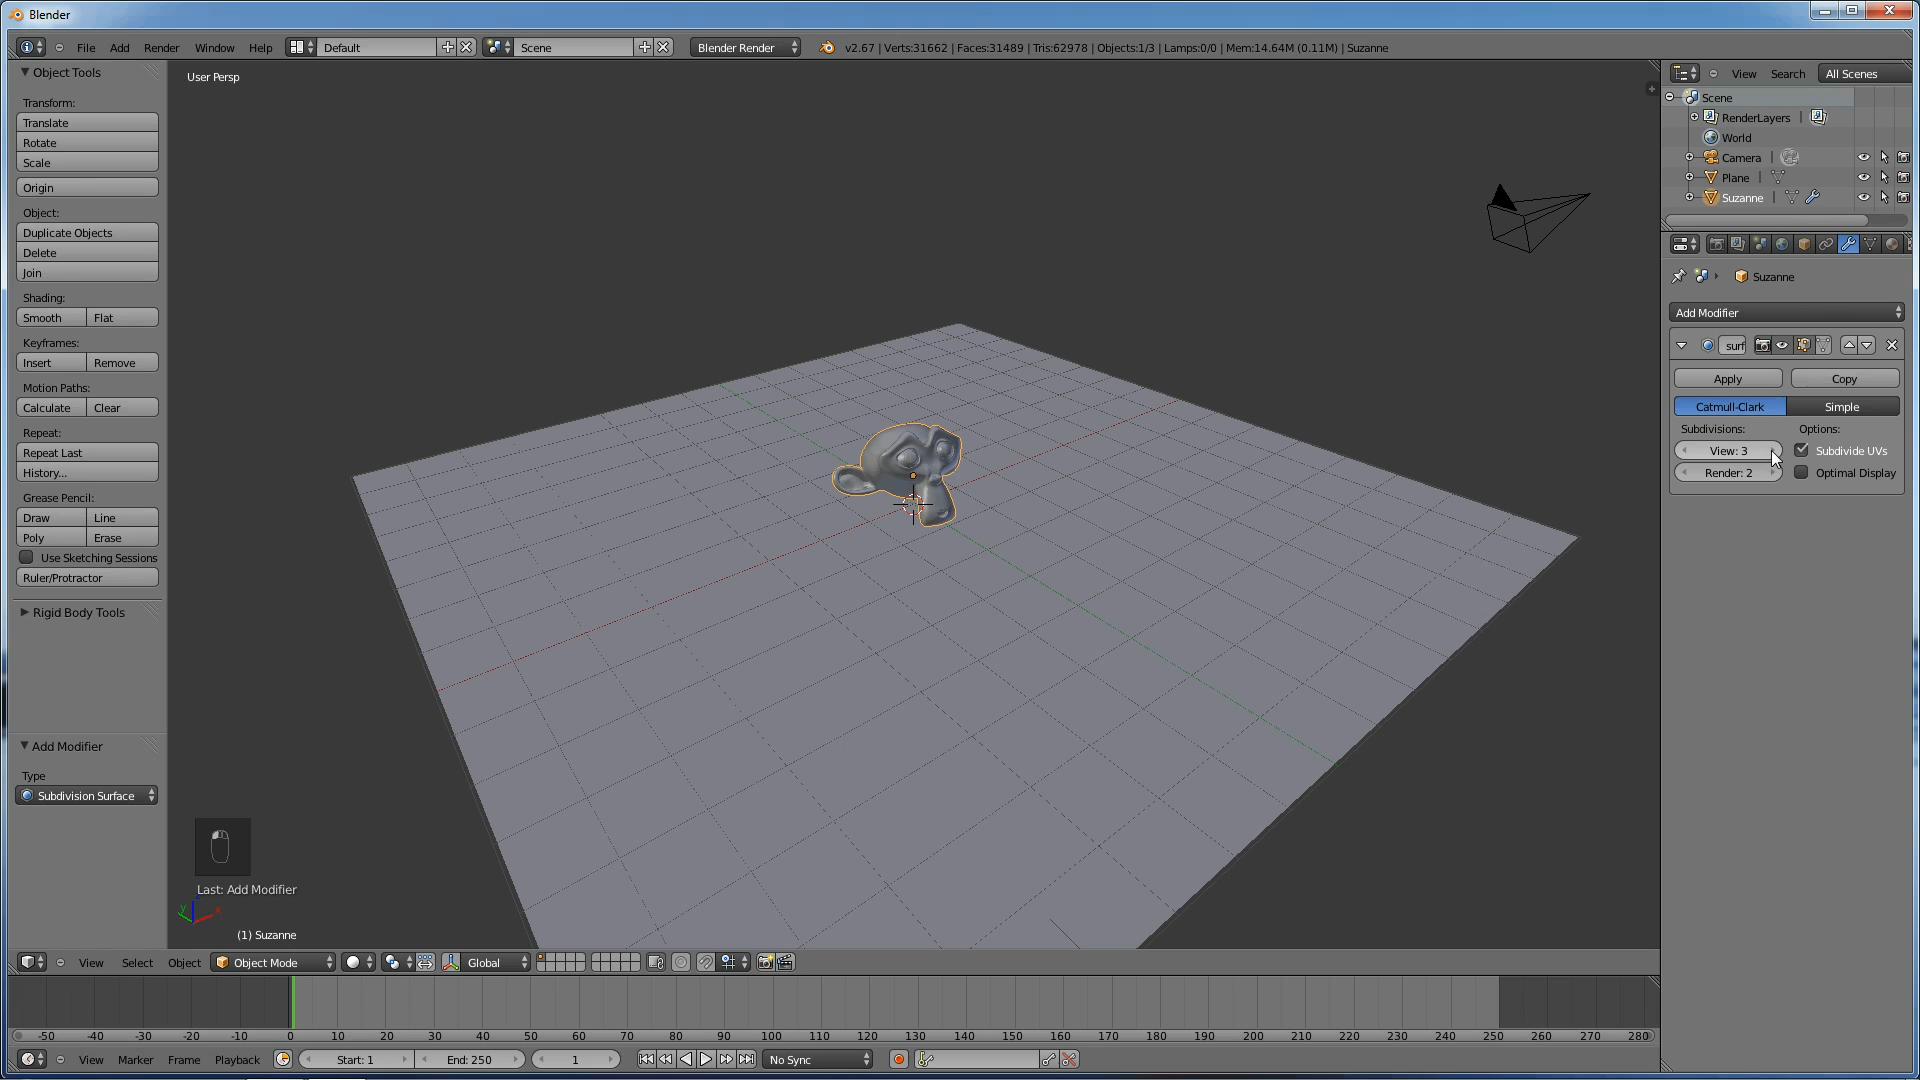 Blender
File Add Render Window Help Default Scene Blender Render v2.67 | Verts:31662 | Faces:31489 | Tris:62978 | Objects:1/3 | Lamps:0/0 | Mem:14.64M (0.11M) | Suzanne
Object Tools
Transform:
Translate
Rotate
Scale
Origin
Object:
Duplicate Objects
Delete
Join
Shading:
Smooth Flat
Keyframes:
Insert Remove
Motion Paths:
Calculate Clear
Repeat:
Repeat Last
History...
Grease Pencil:
Draw Line
Poly Erase
Use Sketching Sessions
Ruler/Protractor
Rigid Body Tools
Add Modifier
Type
Subdivision Surface
User Persp
Last: Add Modifier
(1) Suzanne
View Search All Scenes
Scene
RenderLayers
World
Camera
Plane
Suzanne
Suzanne
Add Modifier
surf
Apply Copy
Catmull-Clark Simple
Subdivisions: Options:
View: 3 Subdivide UVs
Render: 2 Optimal Display
View Select Object Object Mode Global
-50 -40 -30 -20 -10 0 10 20 30 40 50 60 70 80 90 100 110 120 130 140 150 160 170 180 190 200 210 220 230 240 250 260 270 280
View Marker Frame Playback Start: 1 End: 250 1 No Sync